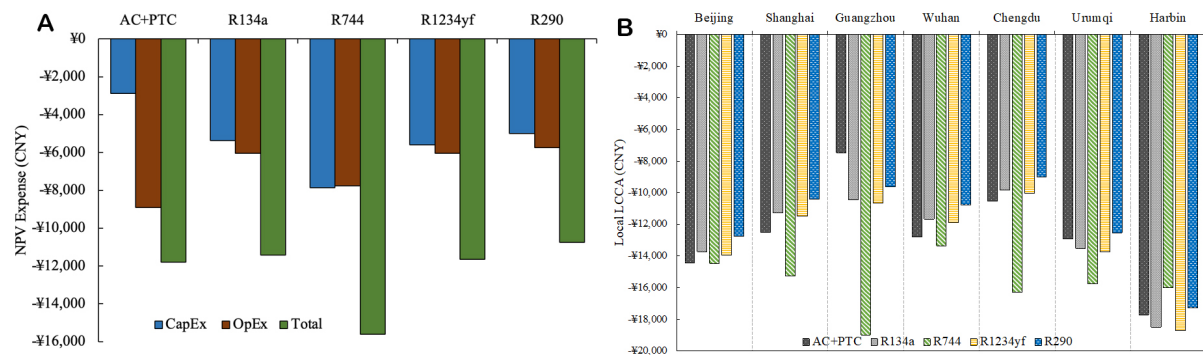 A
AC+PTC R134a R744 R1234yf R290
¥0
-¥2,000
-¥4,000
-¥6,000
-¥8,000
-¥10,000
-¥12,000
-¥14,000
-¥16,000
NPV Expense (CNY)
CapEx OpEx Total
B
Beijing Shanghai Guangzhou Wuhan Chengdu Urumqi Harbin
¥0
-¥2,000
-¥4,000
-¥6,000
-¥8,000
-¥10,000
-¥12,000
-¥14,000
-¥16,000
-¥18,000
-¥20,000
Local LCCA (CNY)
AC+PTC R134a R744 R1234yf R290